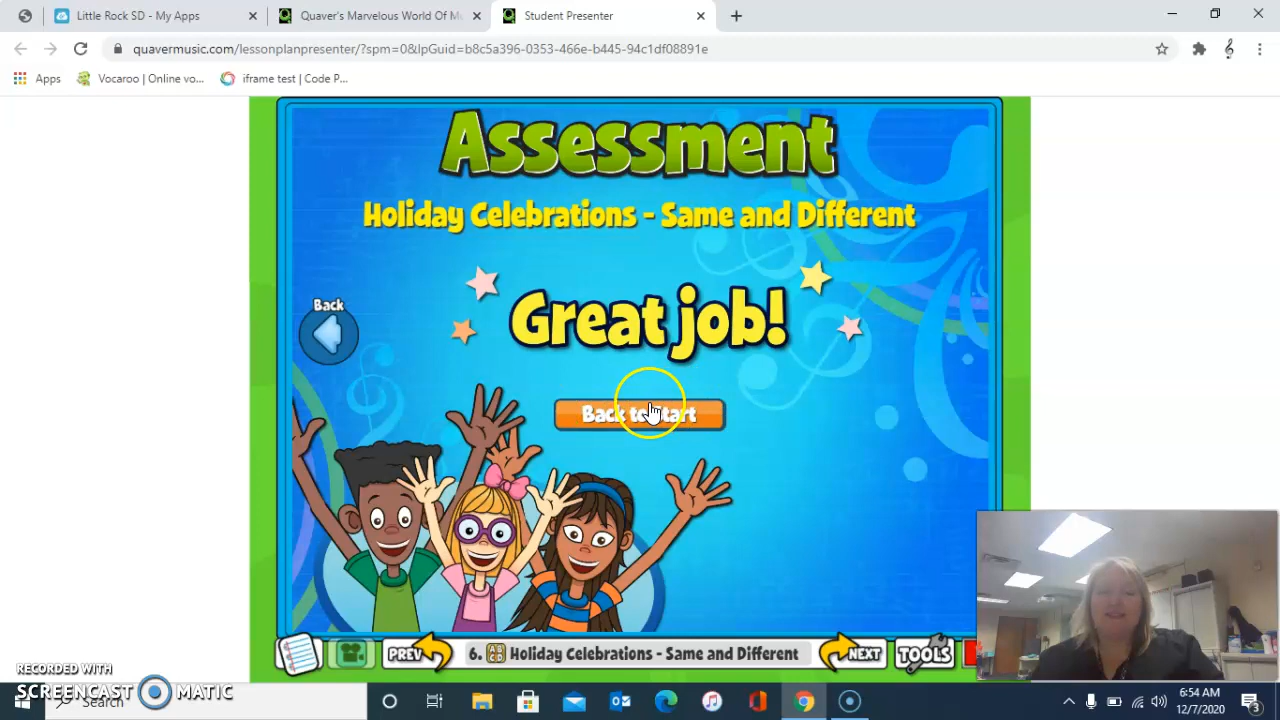 Little Rock SD - My Apps
Quaver's Marvelous World Of M
Student Presenter
quavermusic.com/lessonplanpresenter/?spm=0&lpGuid=b8c5a396-0353-466e-b445-94c1df08891e
Apps
Vocaroo | Online vo...
iframe test | Code P...
Assessment
Holiday Celebrations - Same and Different
Great job!
Back
Back to Start
PREV
6.
Holiday Celebrations - Same and Different
NEXT
TOOLS
RECORDED WITH
SCREENCAST MATIC
Search
6:54 AM
12/7/2020
3